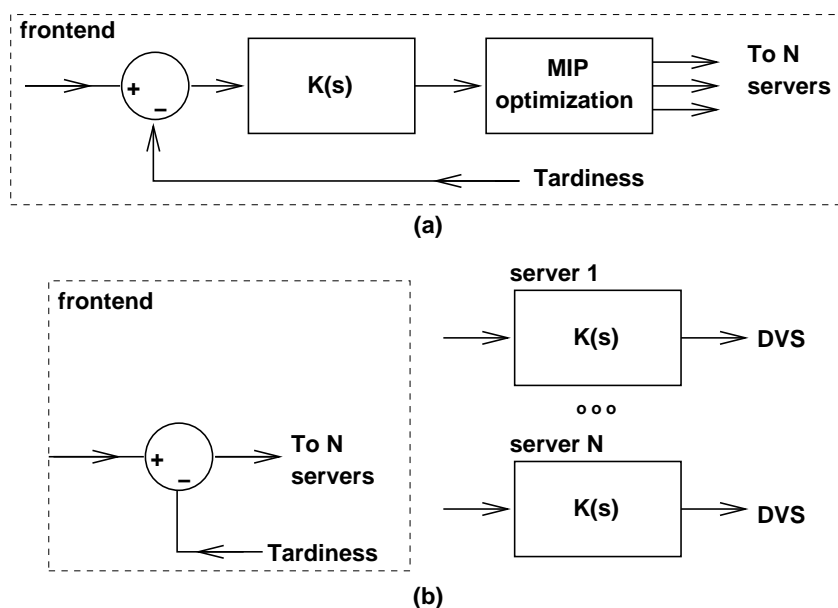 frontend
+
−
K(s)
MIP
optimization
To N
servers
Tardiness
(a)
frontend
+
−
To N
servers
Tardiness
server 1
K(s)
DVS
o o o
server N
K(s)
DVS
(b)